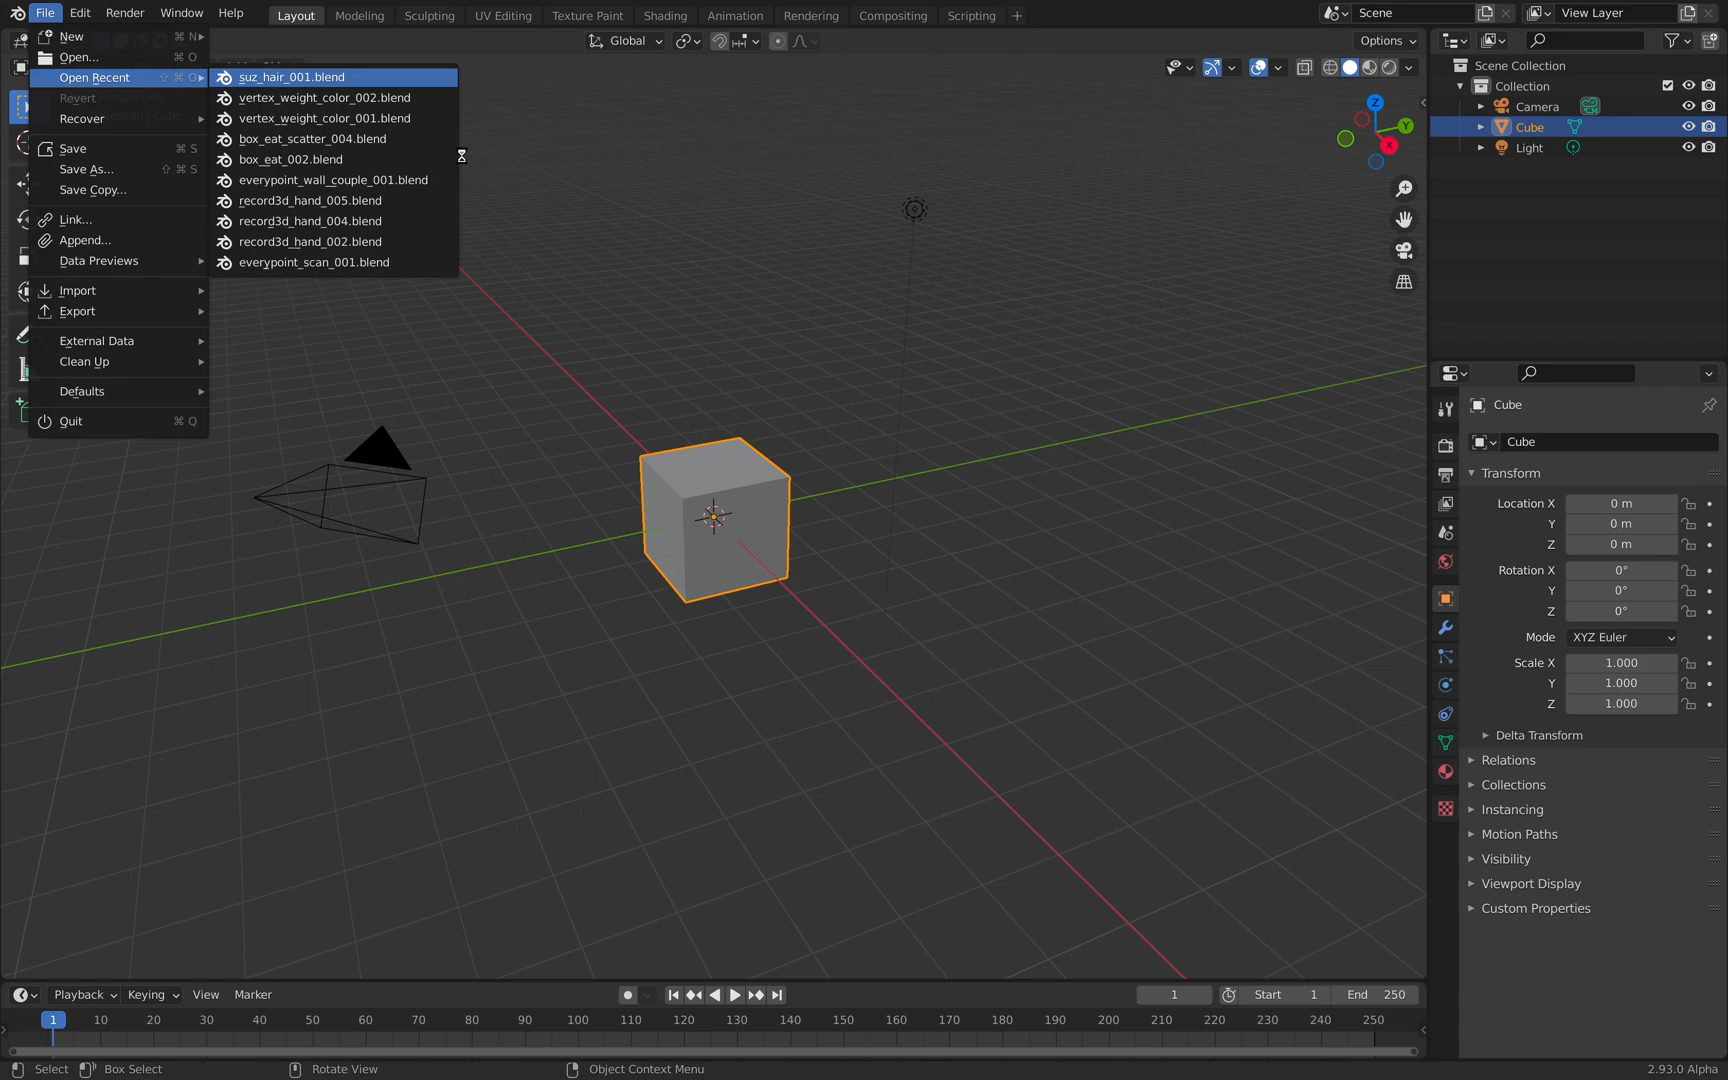 File Edit Render Window Help
Layout Modeling Sculpting UV Editing Texture Paint Shading Animation Rendering Compositing Scripting +
Scene
View Layer
New ⌘ N
Open... ⌘ O
Open Recent ⇧ ⌘ O
Revert
Recover
Save ⌘ S
Save As... ⇧ ⌘ S
Save Copy...
Link...
Append...
Data Previews
Import
Export
External Data
Clean Up
Defaults
Quit ⌘ Q
suz_hair_001.blend
vertex_weight_color_002.blend
vertex_weight_color_001.blend
box_eat_scatter_004.blend
box_eat_002.blend
everypoint_wall_couple_001.blend
record3d_hand_005.blend
record3d_hand_004.blend
record3d_hand_002.blend
everypoint_scan_001.blend
Global
Options
Z
Y
X
Scene Collection
Collection
Camera
Cube
Light
Cube
Cube
Transform
Location X 0 m
Y 0 m
Z 0 m
Rotation X 0°
Y 0°
Z 0°
Mode XYZ Euler
Scale X 1.000
Y 1.000
Z 1.000
Delta Transform
Relations
Collections
Instancing
Motion Paths
Visibility
Viewport Display
Custom Properties
Playback Keying View Marker
1 Start 1 End 250
1 10 20 30 40 50 60 70 80 90 100 110 120 130 140 150 160 170 180 190 200 210 220 230 240 250
Select Box Select Rotate View Object Context Menu 2.93.0 Alpha